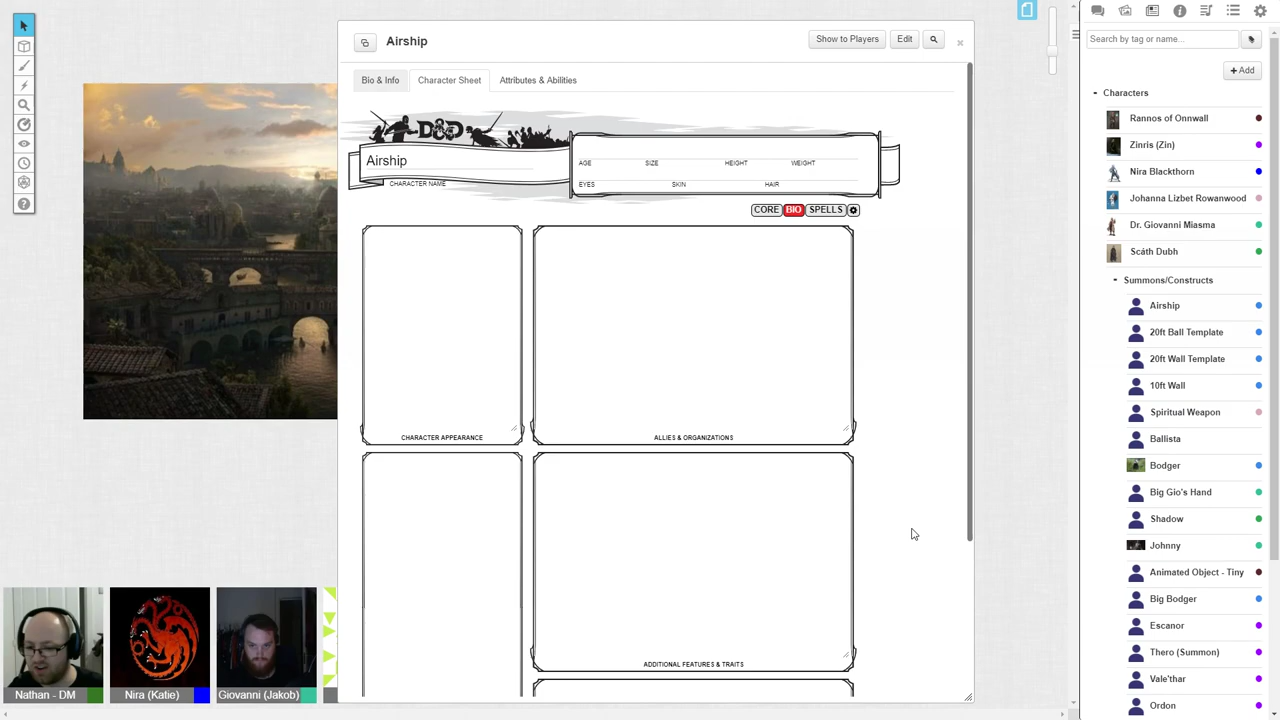 Airship
Show to Players
Edit
Bio & Info
Character Sheet
Attributes & Abilities
D&D
Airship
CHARACTER NAME
AGE SIZE HEIGHT WEIGHT
EYES SKIN HAIR
CORE BIO SPELLS
CHARACTER APPEARANCE
ALLIES & ORGANIZATIONS
ADDITIONAL FEATURES & TRAITS
Nathan - DM
Nira (Katie)
Giovanni (Jakob)
Search by tag or name...
+ Add
Characters
Rannos of Onnwall
Zinris (Zin)
Nira Blackthorn
Johanna Lizbet Rowanwood
Dr. Giovanni Miasma
Scáth Dubh
Summons/Constructs
Airship
20ft Ball Template
20ft Wall Template
10ft Wall
Spiritual Weapon
Ballista
Bodger
Big Gio's Hand
Shadow
Johnny
Animated Object - Tiny
Big Bodger
Escanor
Thero (Summon)
Vale'thar
Ordon